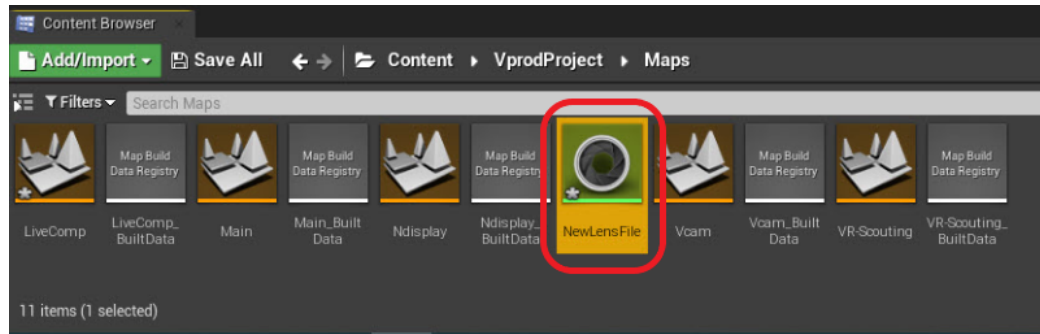 Content Browser
Add/Import Save All Content VprodProject Maps
Filters Search Maps
Map Build
Data Registry
Map Build
Data Registry
Map Build
Data Registry
Map Build
Data Registry
Map Build
Data Registry
LiveComp
LiveComp_
BuiltData
Main
Main_Built
Data
Ndisplay
Ndisplay_
BuiltData
NewLensFile
Vcam
Vcam_Built
Data
VR-Scouting
VR-Scouting_
BuiltData
11 items (1 selected)